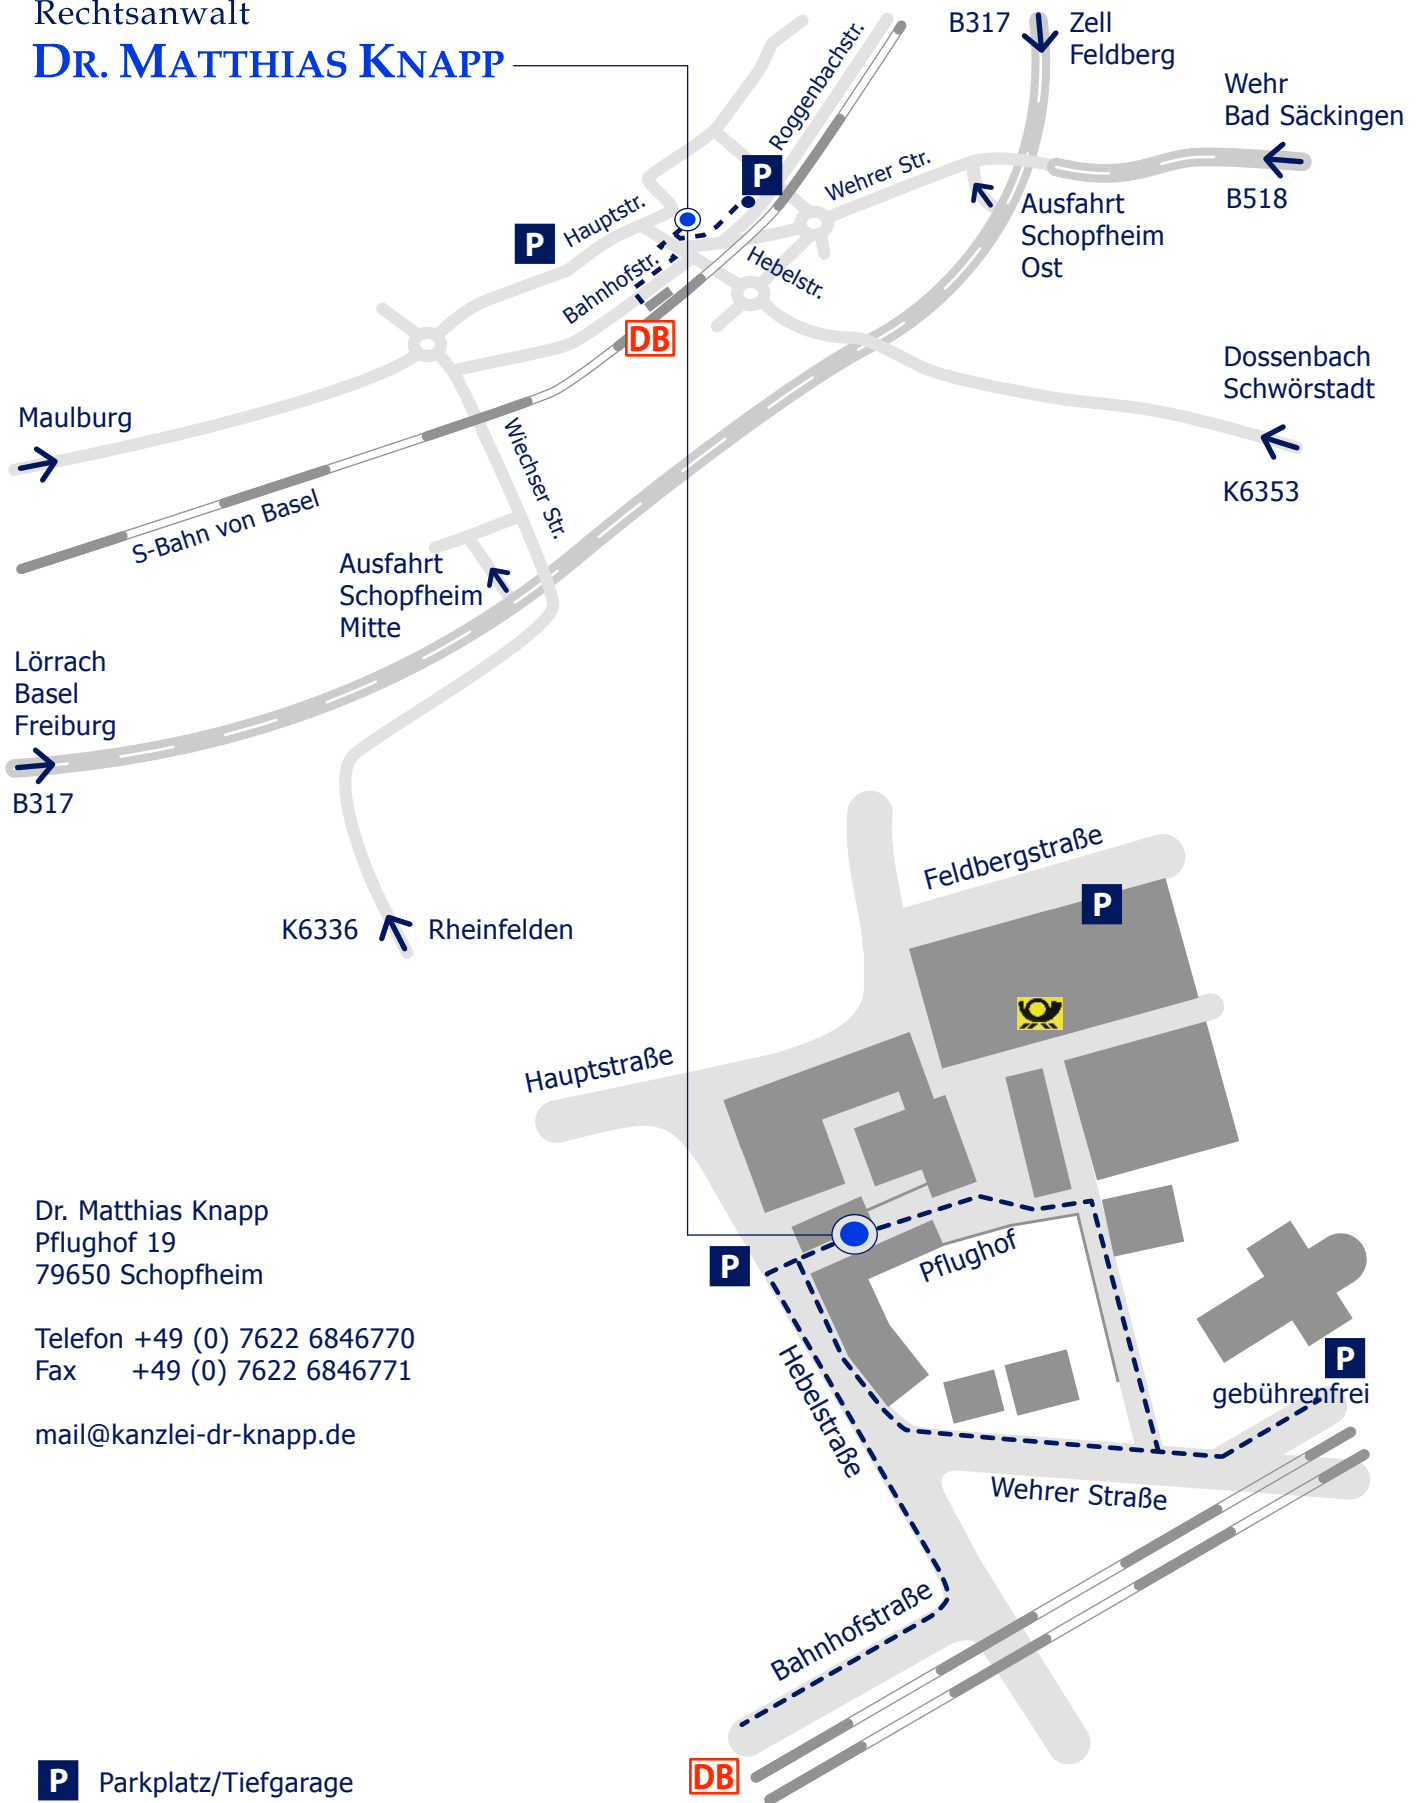 Rechtsanwalt
DR. MATTHIAS KNAPP
B317
Zell
Feldberg
Wehr
Bad Säckingen
B518
Roggenbachstr.
P
Wehrer Str.
Ausfahrt
Schopfheim
Ost
Hauptstr.
P
Bahnhofstr.
Hebelstr.
DB
Dossenbach
Schwörstadt
K6353
Maulburg
Wiechser Str.
S-Bahn von Basel
Ausfahrt
Schopfheim
Mitte
Lörrach
Basel
Freiburg
B317
K6336
Rheinfelden
Feldbergstraße
P
Hauptstraße
Pflughof
P
Hebelstraße
P
gebührenfrei
Wehrer Straße
Bahnhofstraße
DB
Dr. Matthias Knapp
Pflughof 19
79650 Schopfheim
Telefon +49 (0) 7622 6846770
Fax +49 (0) 7622 6846771
mail@kanzlei-dr-knapp.de
P Parkplatz/Tiefgarage